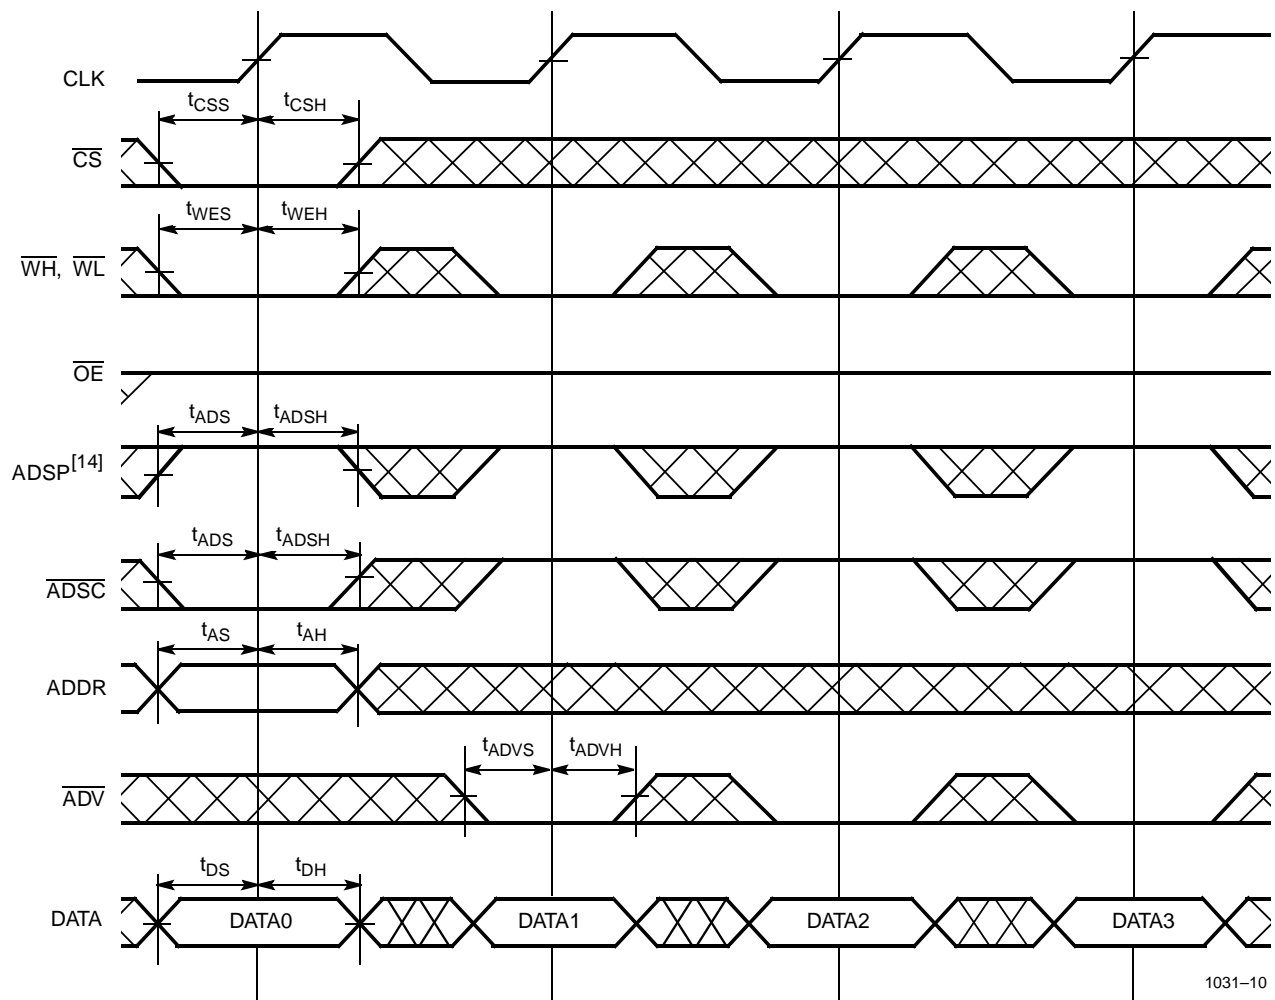 CLK
tCSS tCSH
CS
tWES tWEH
WH, WL
OE
tADS tADSH
ADSP[14]
tADS tADSH
ADSC
tAS tAH
ADDR
tADVS tADVH
ADV
tDS tDH
DATA DATA0 DATA1 DATA2 DATA3
1031–10